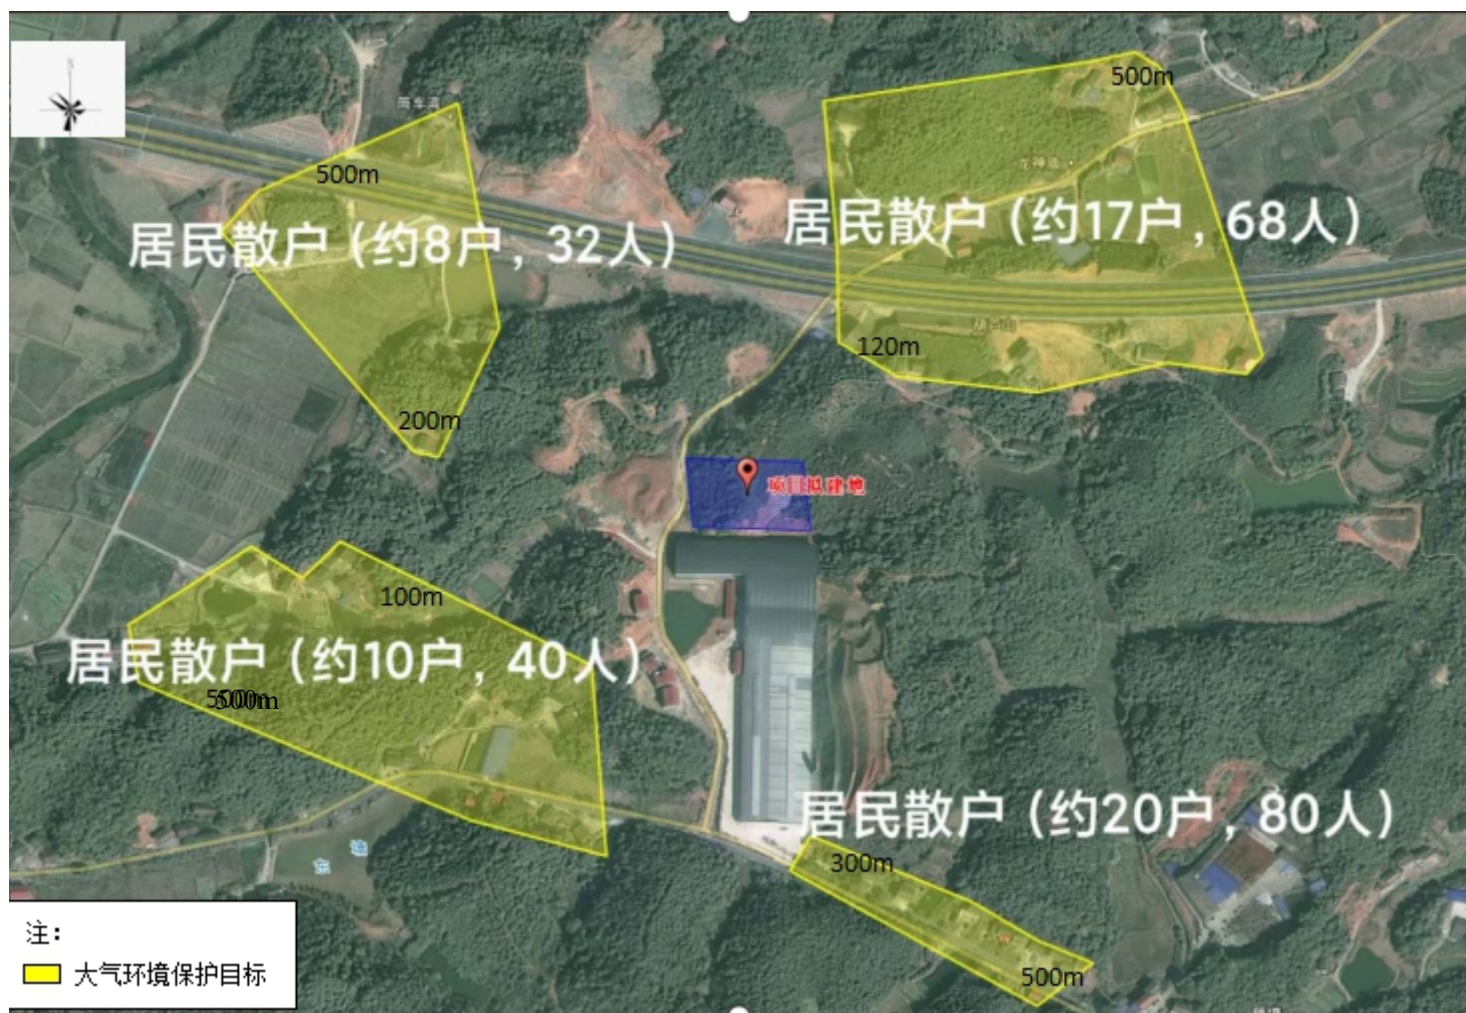 N
500m
500m
居民散户（约8户，32人）
居民散户（约17户，68人）
120m
200m
项目拟建地
100m
居民散户（约10户，40人）
500m
500m
居民散户（约20户，80人）
300m
东 塘
500m
注：
大气环境保护目标